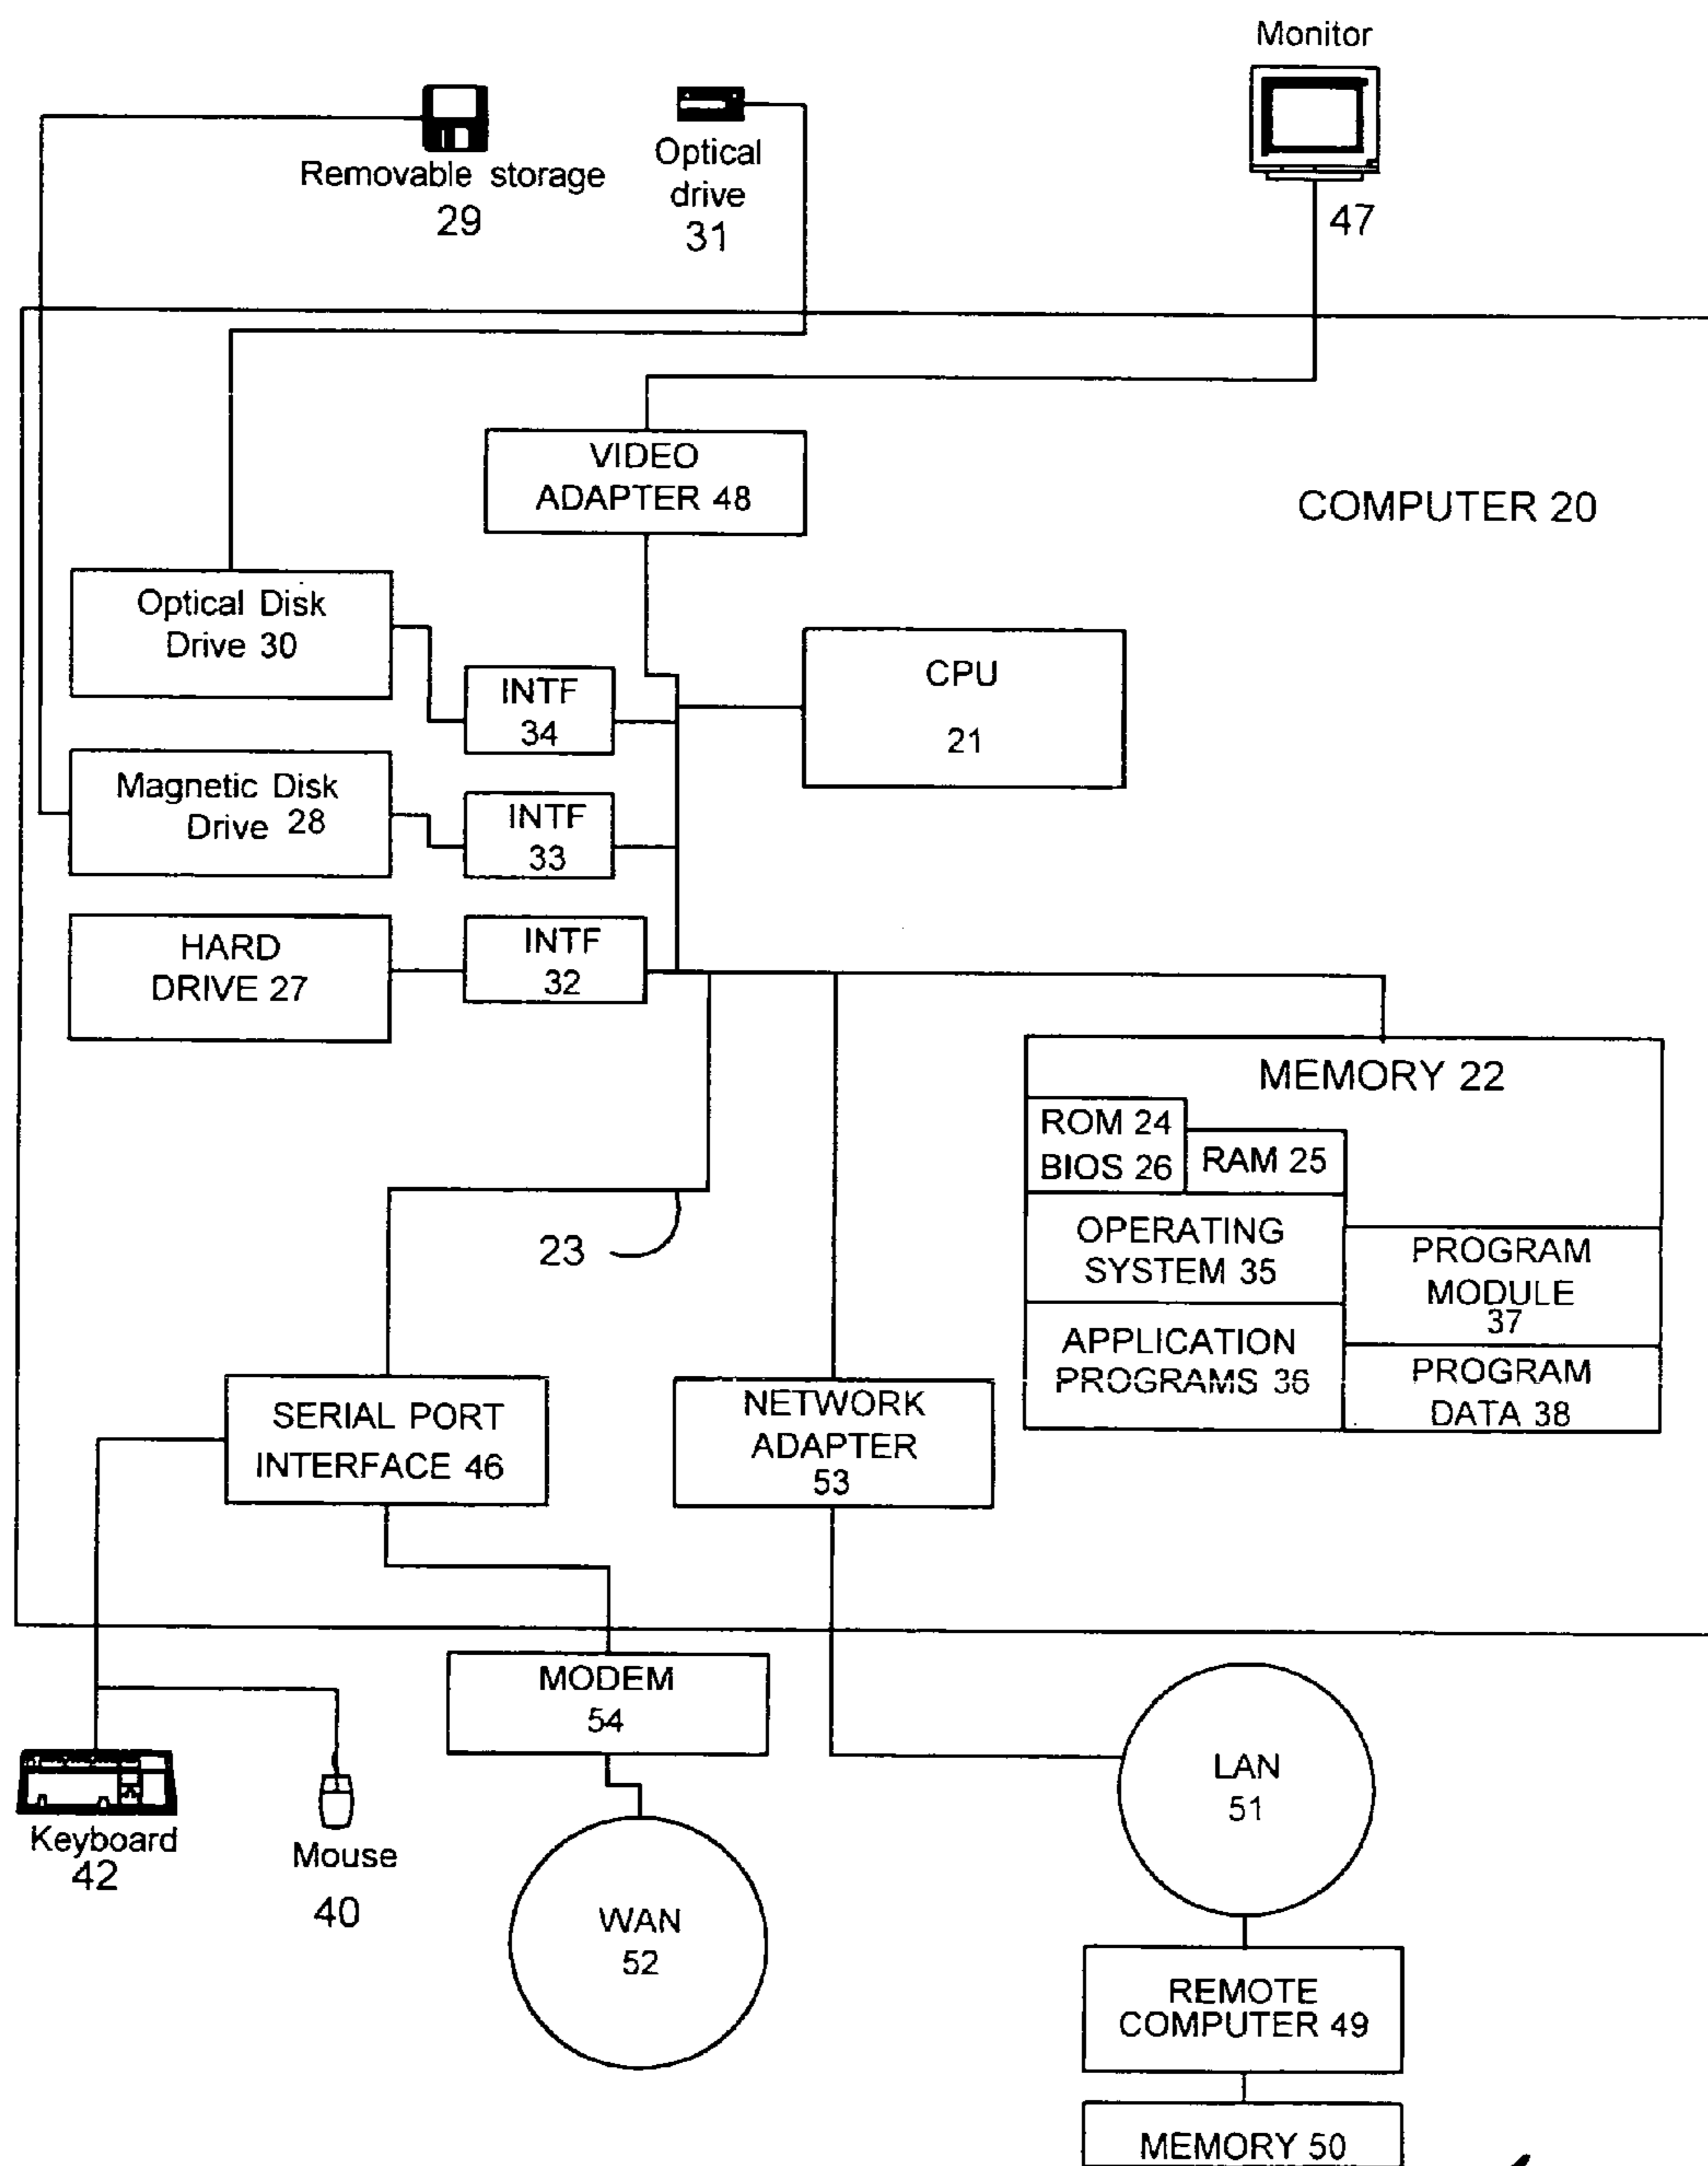 Monitor
47
Removable storage
29
Optical
drive
31
COMPUTER 20
VIDEO
ADAPTER 48
Optical Disk
Drive 30
INTF
34
CPU
21
Magnetic Disk
Drive 28
INTF
33
HARD
DRIVE 27
INTF
32
MEMORY 22
ROM 24
BIOS 26
RAM 25
OPERATING
SYSTEM 35
PROGRAM
MODULE
37
APPLICATION
PROGRAMS 36
PROGRAM
DATA 38
23
SERIAL PORT
INTERFACE 46
NETWORK
ADAPTER
53
MODEM
54
Keyboard
42
Mouse
40
WAN
52
LAN
51
REMOTE
COMPUTER 49
MEMORY 50